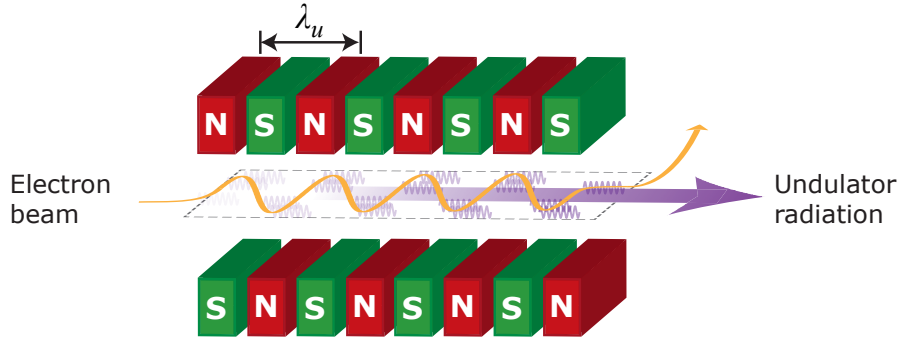 λu
N S N S N S N S
Electron
beam
Undulator
radiation
S N S N S N S N